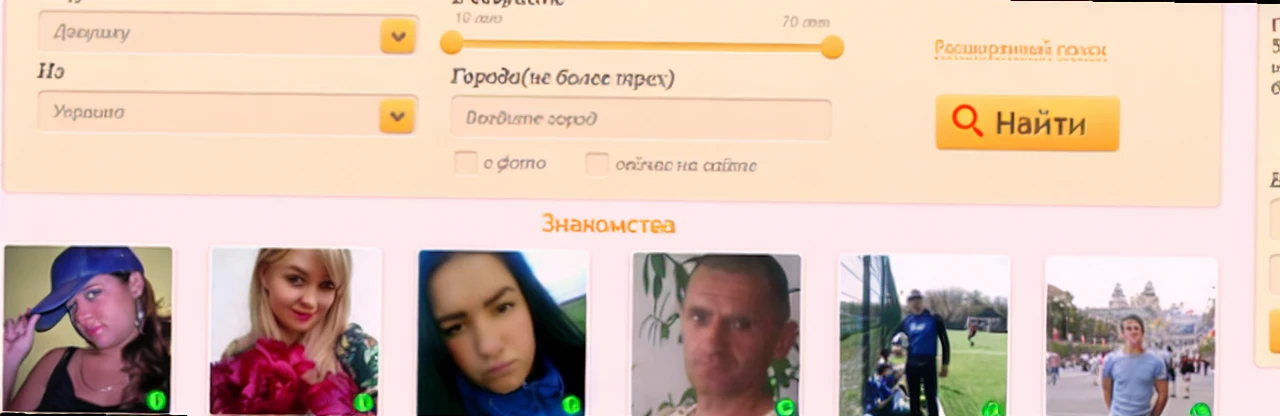 Девушку
10 лет
70 лет
Из
Украина
Города(не более трех)
Введите город
с фото
сейчас на сайте
Расширенный поиск
Найти
Знакомства